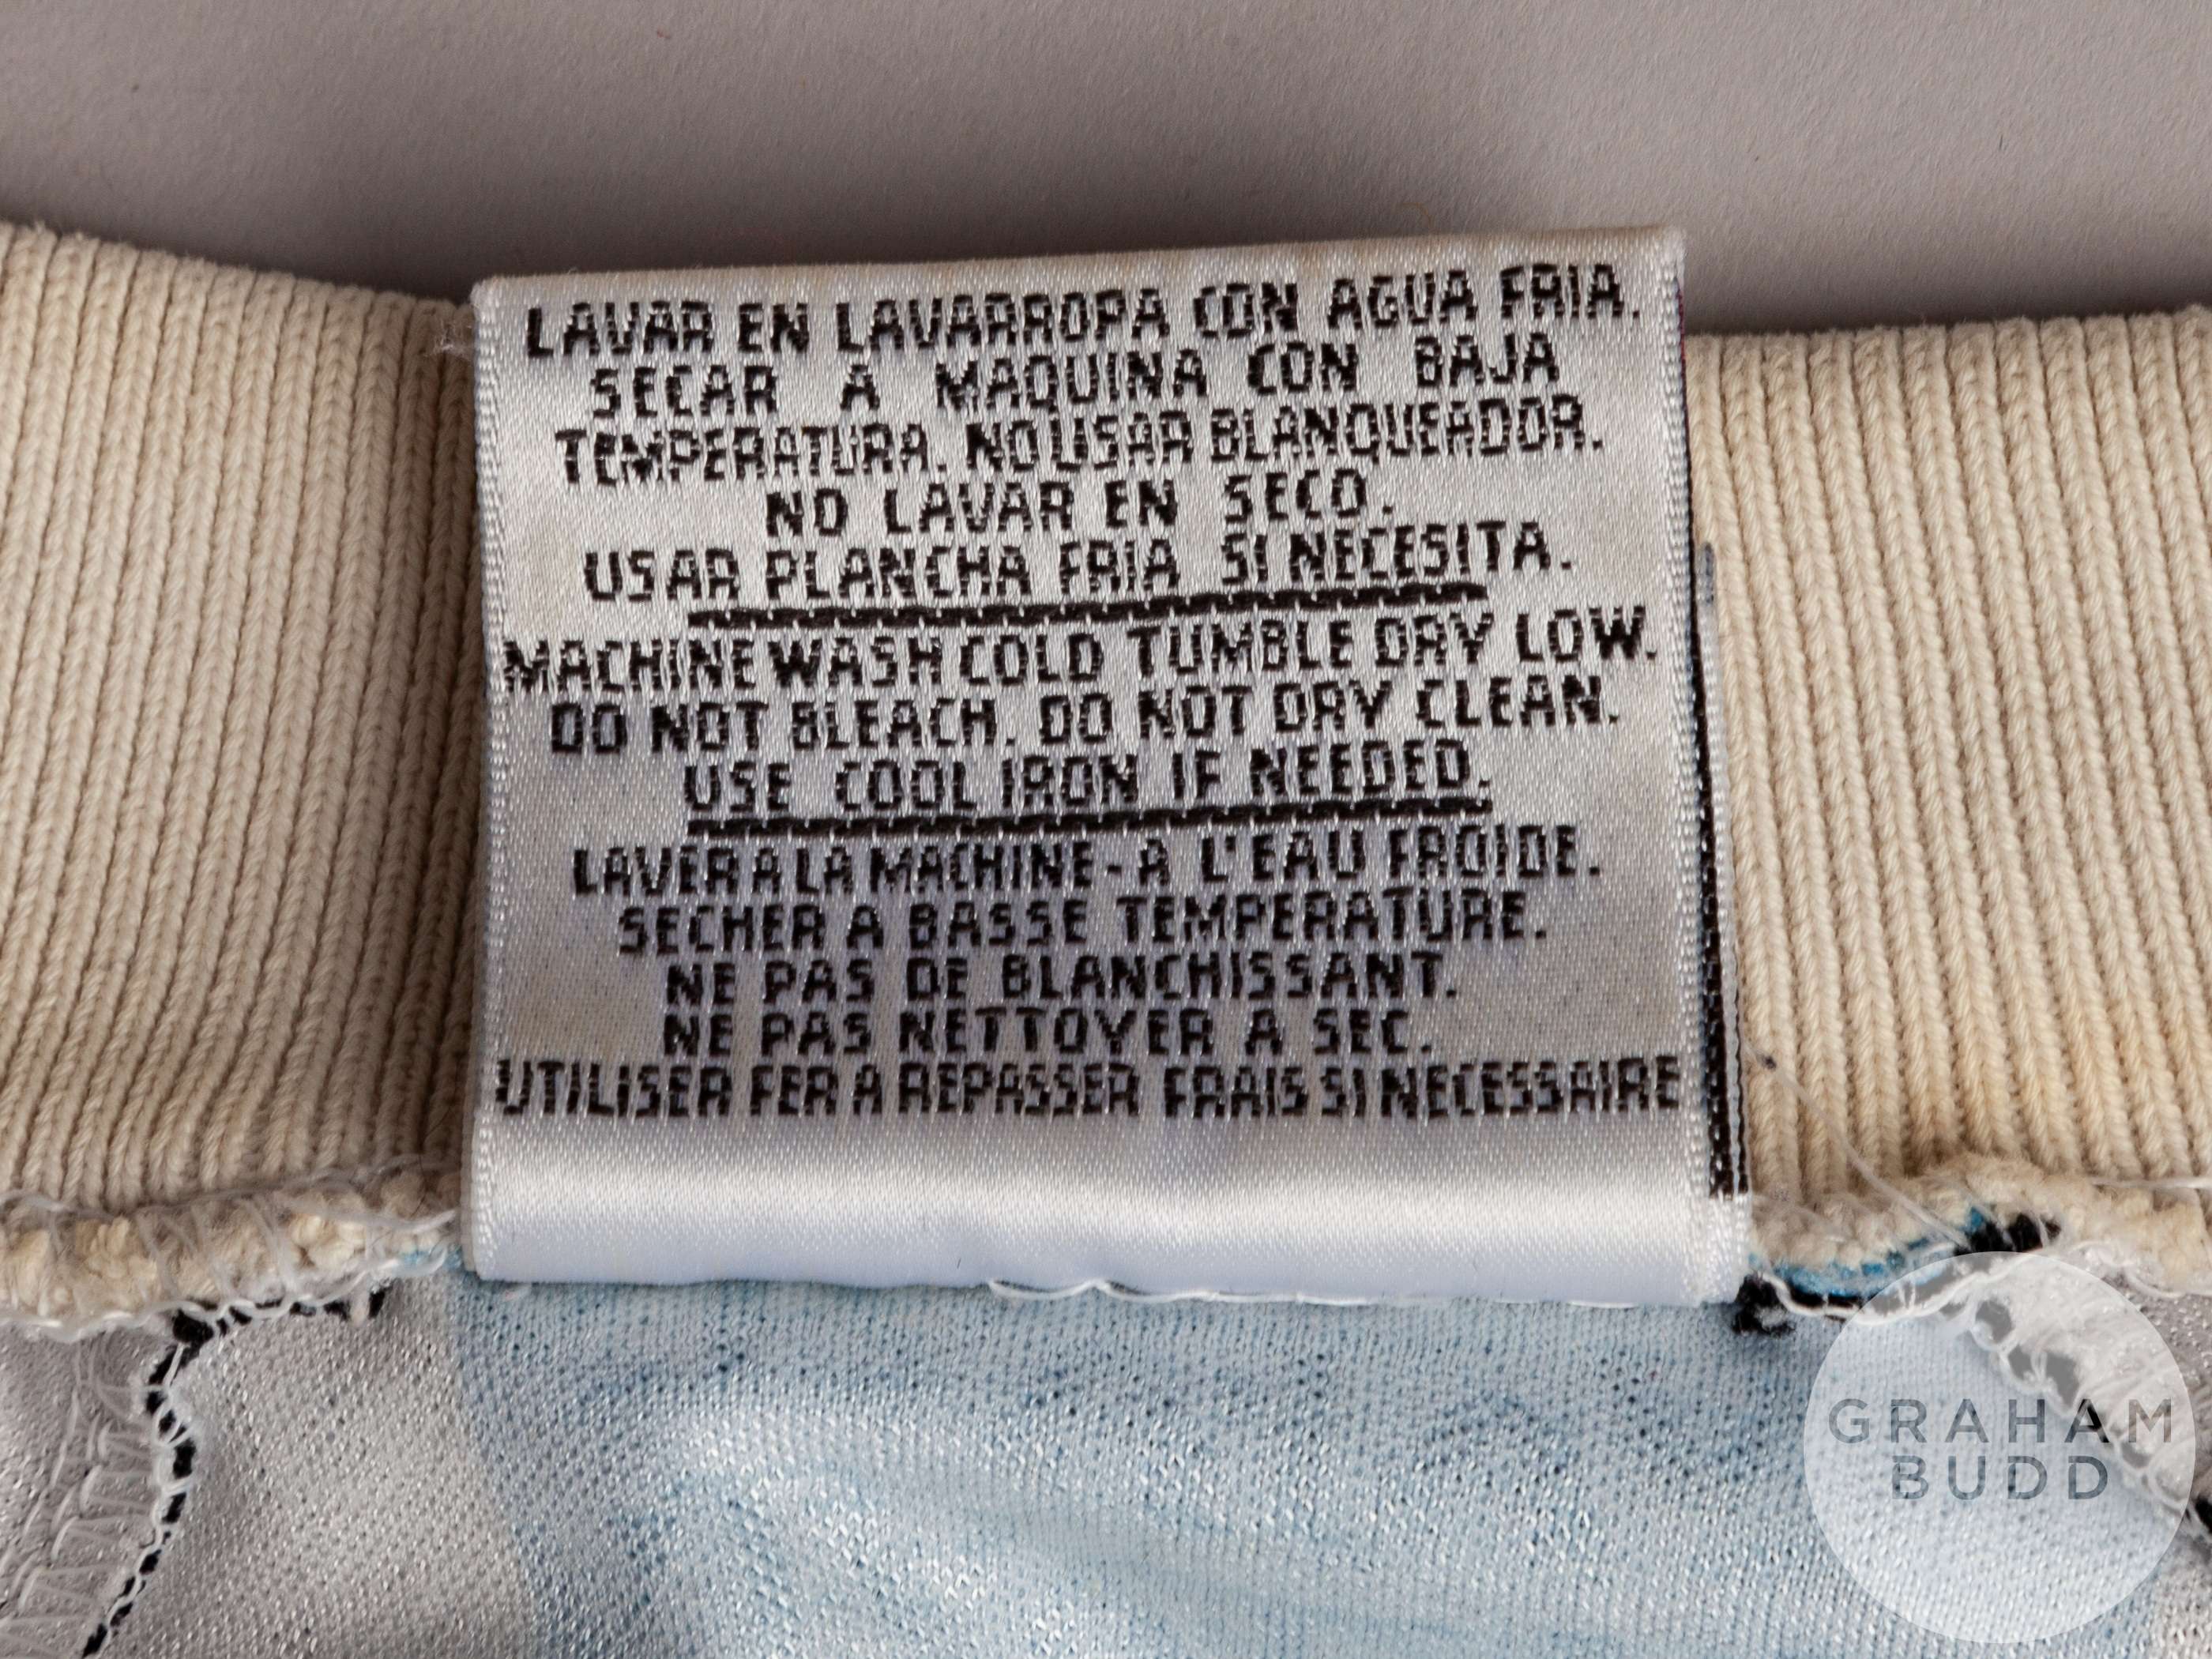 LAVAR EN LAVARROPA CON AGUA FRIA.
SECAR A MAQUINA CON BAJA
TEMPERATURA. NO USAR BLANQUEADOR.
NO LAVAR EN SECO.
USAR PLANCHA FRIA SI NECESITA.
MACHINE WASH COLD TUMBLE DRY LOW.
DO NOT BLEACH. DO NOT DRY CLEAN.
USE COOL IRON IF NEEDED.
LAVER A LA MACHINE - A L'EAU FROIDE.
SECHER A BASSE TEMPERATURE.
NE PAS DE BLANCHISSANT.
NE PAS NETTOYER A SEC.
UTILISER FER A REPASSER FRAIS SI NECESSAIRE
GRAHAM
BUDD